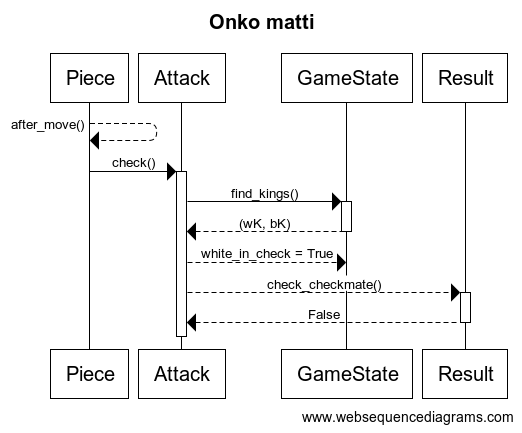 Onko matti
Piece Attack GameState Result
after_move()
check()
find_kings()
(wK, bK)
white_in_check = True
check_checkmate()
False
Piece Attack GameState Result
www.websequencediagrams.com